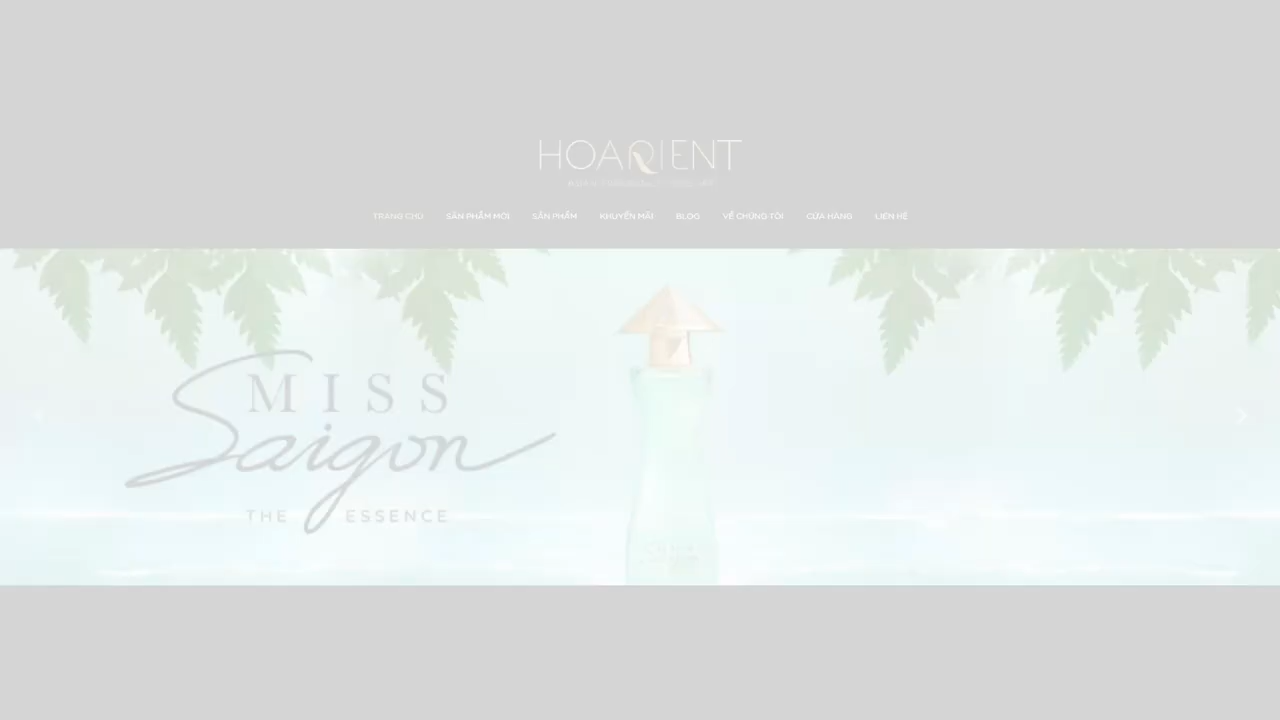 HOARIENT
TRANG CHỦ SẢN PHẨM MỚI SẢN PHẨM KHUYẾN MÃI BLOG VỀ CHÚNG TÔI CỬA HÀNG LIÊN HỆ
MISS
Saigon
THE ESSENCE